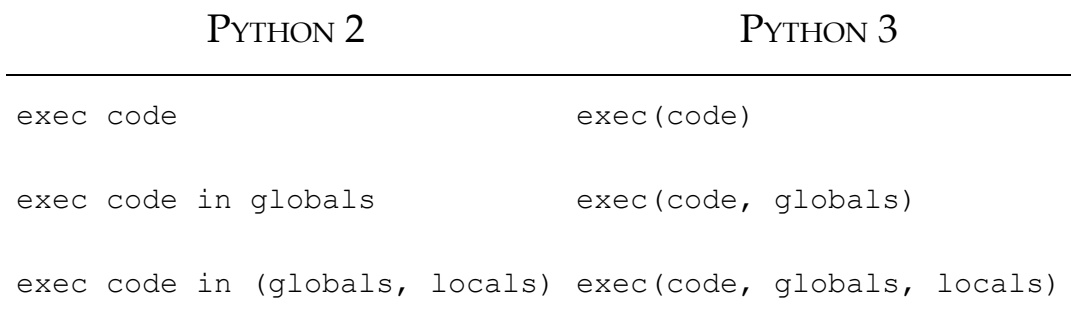 PYTHON 2 PYTHON 3
exec code exec(code)
exec code in globals exec(code, globals)
exec code in (globals, locals) exec(code, globals, locals)